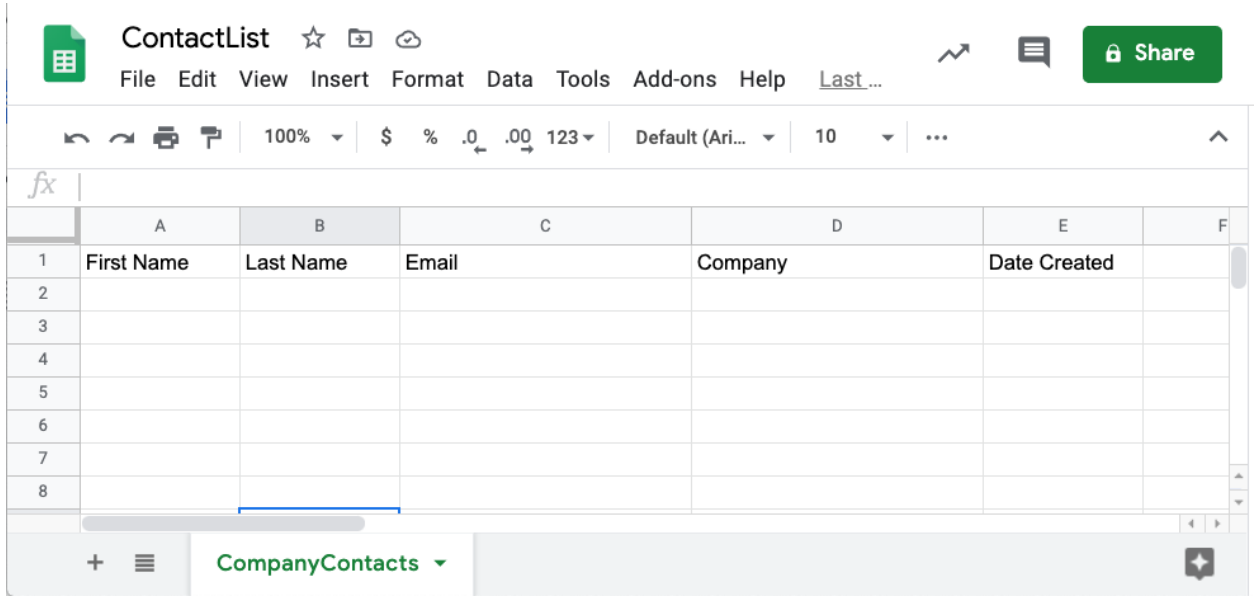 ContactList
File Edit View Insert Format Data Tools Add-ons Help Last ...
Share
100% $ % .0 .00 123 Default (Ari... 10 ...
fx
A B C D E F
1 First Name Last Name Email Company Date Created
2
3
4
5
6
7
8
+ CompanyContacts